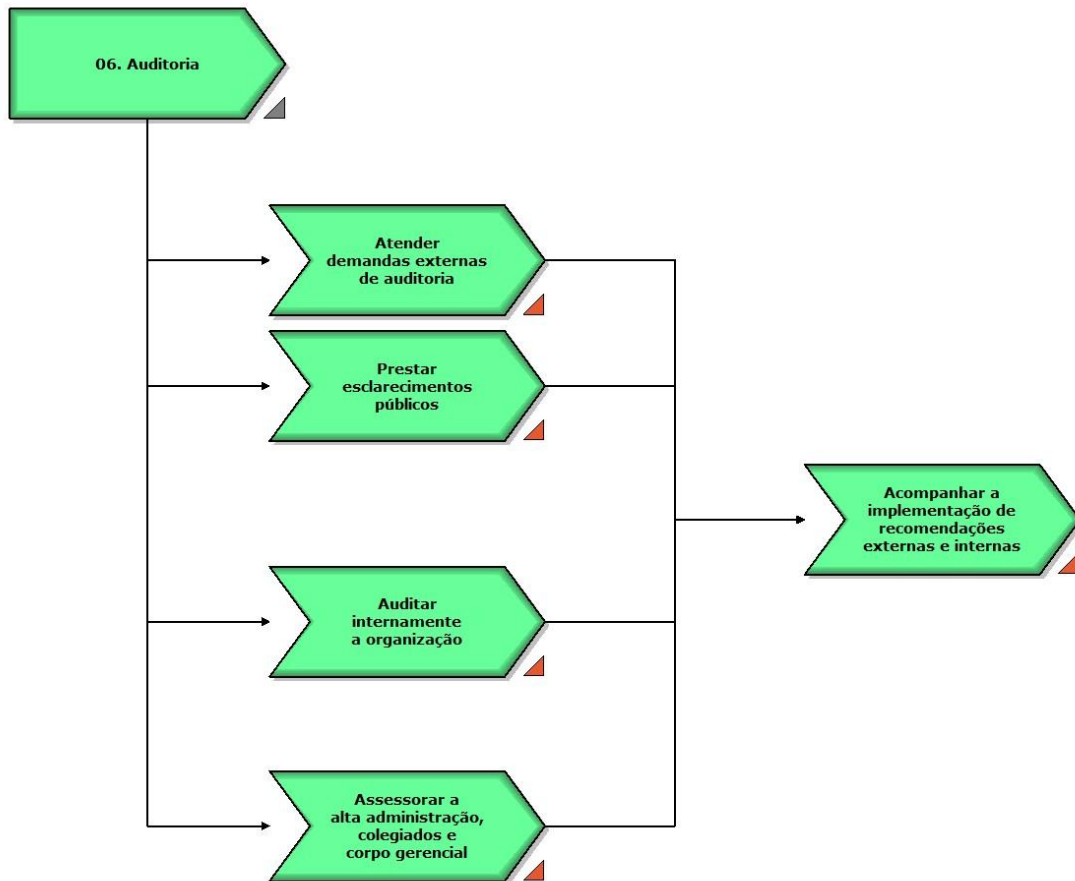 06. Auditoria
Atender
demandas externas
de auditoria
Prestar
esclarecimentos
públicos
Acompanhar a
implementação de
recomendações
externas e internas
Auditar
internamente
a organização
Assessorar a
alta administração,
colegiados e
corpo gerencial